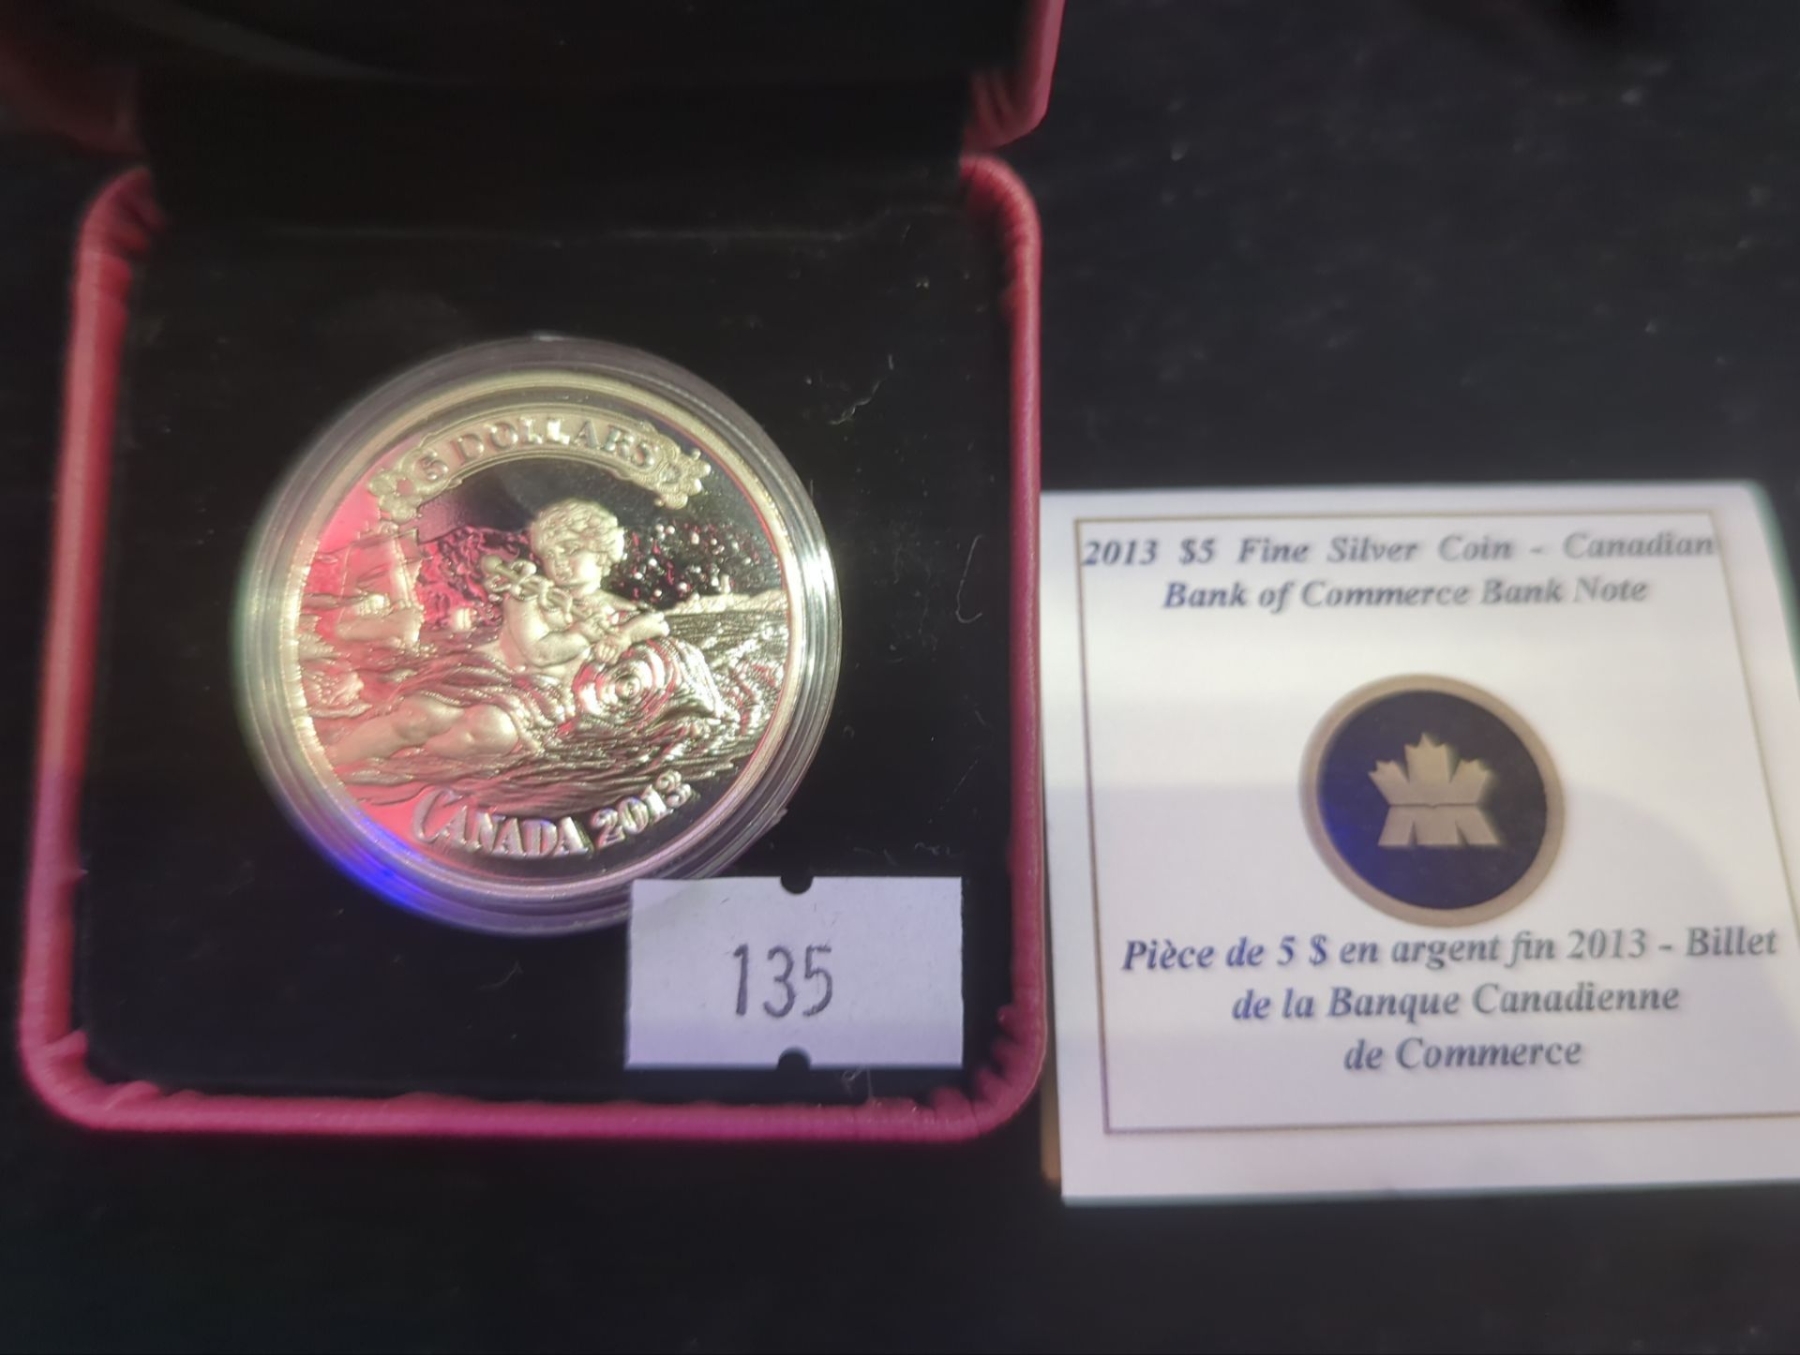 5 DOLLARS
CANADA 2013
135
2013 $5 Fine Silver Coin - Canadian
Bank of Commerce Bank Note
Pièce de 5 $ en argent fin 2013 - Billet
de la Banque Canadienne
de Commerce